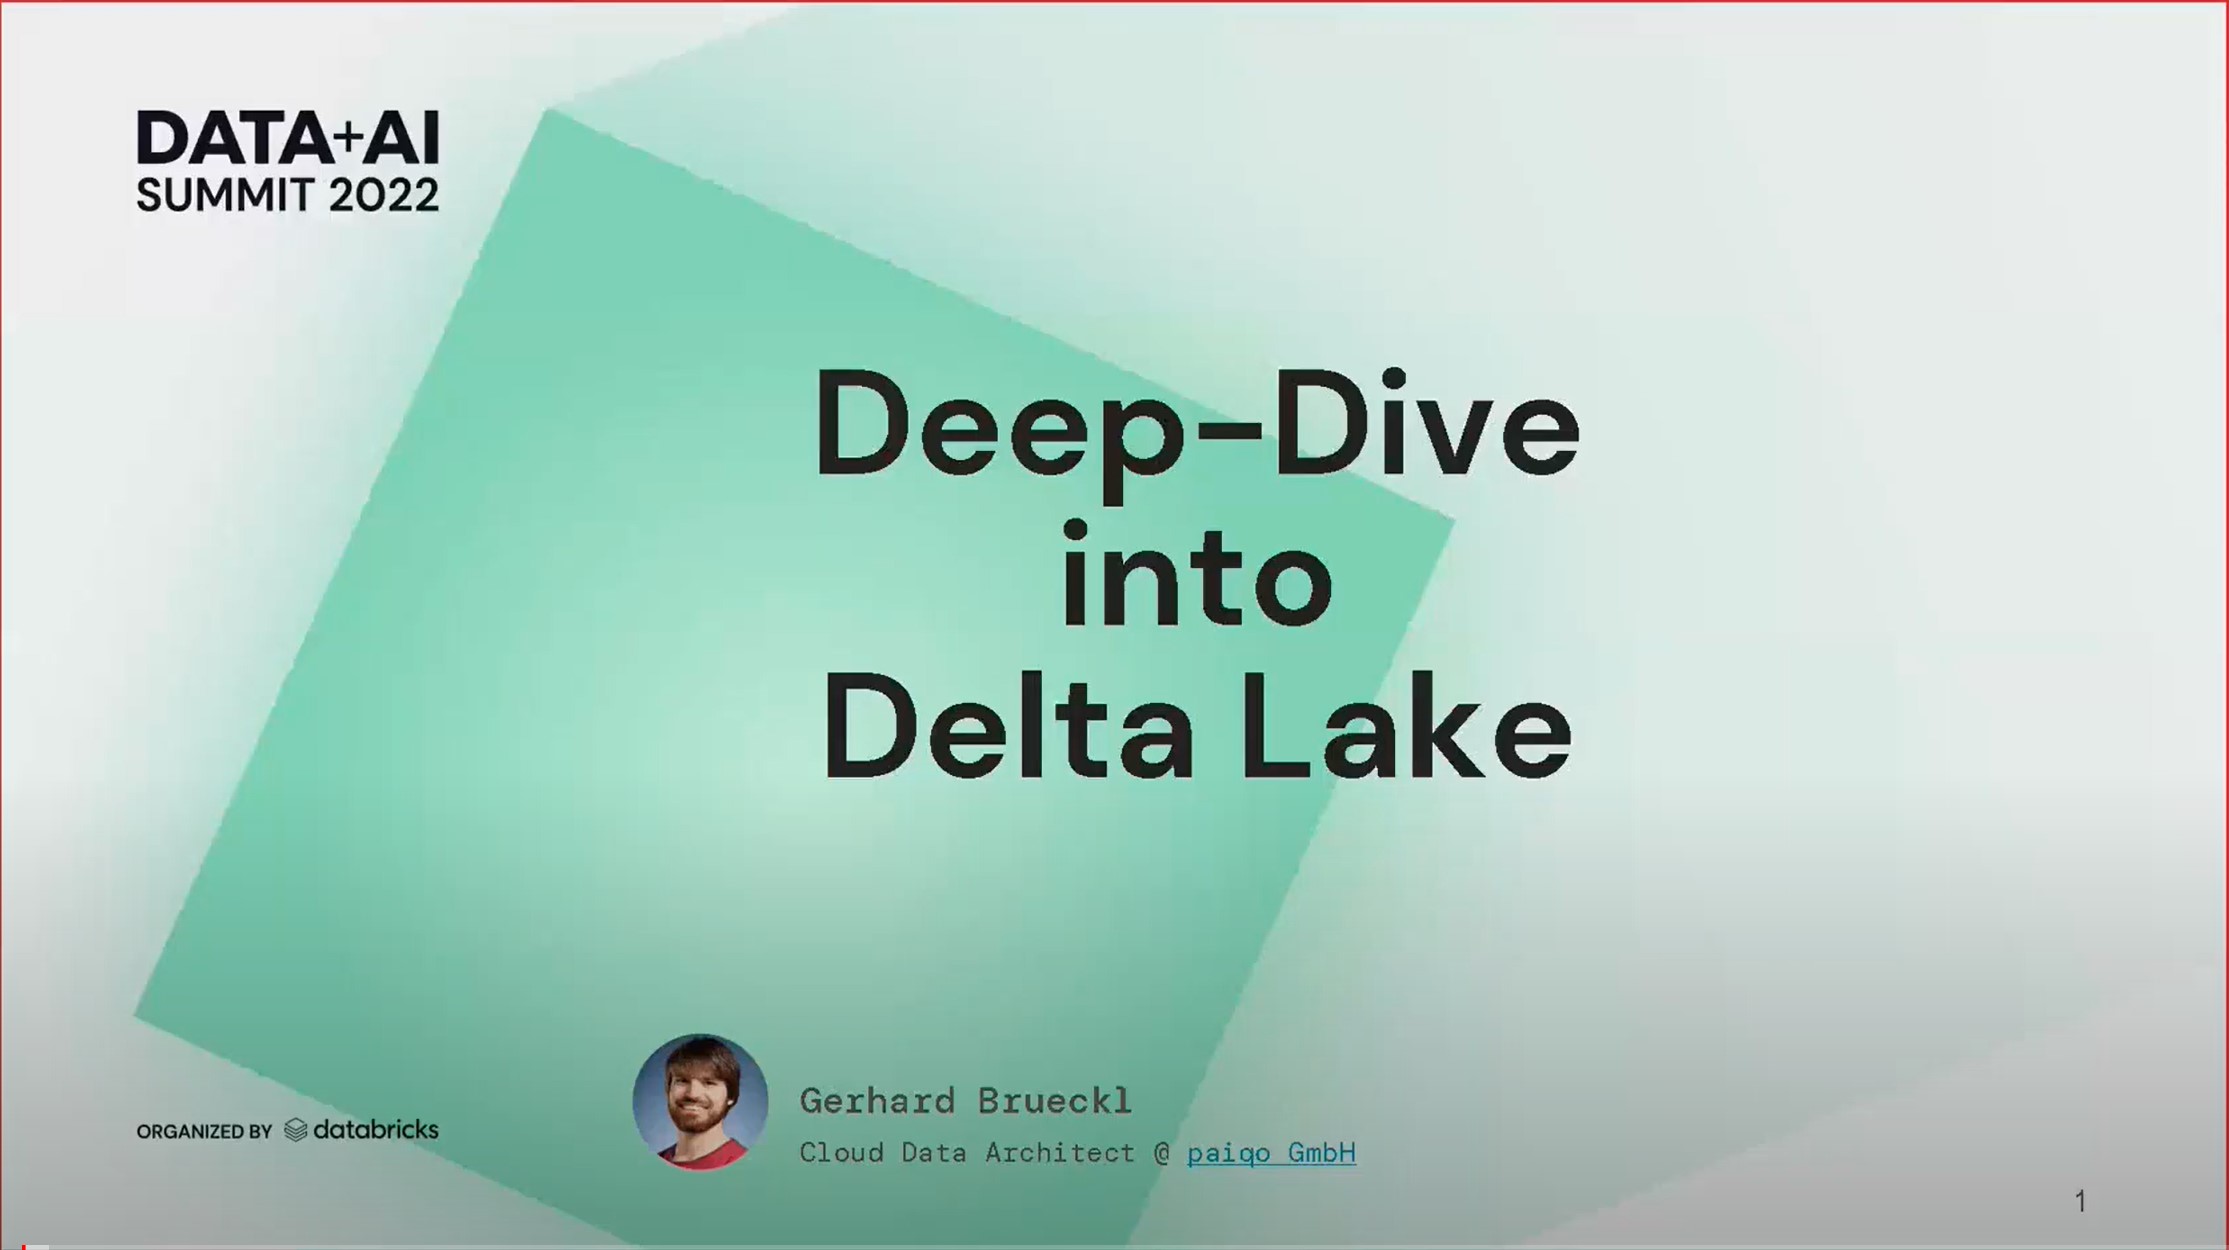 DATA+AI
SUMMIT 2022
Deep-Dive
into
Delta Lake
Gerhard Brueckl
Cloud Data Architect @ paiqo GmbH
ORGANIZED BY databricks
1